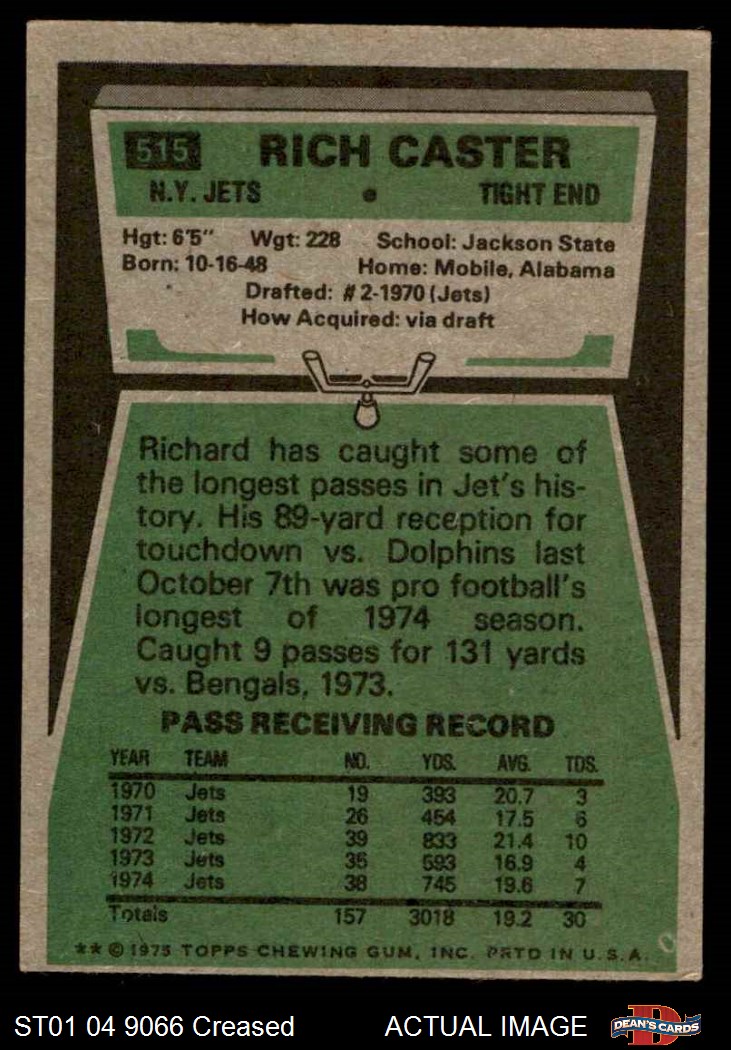 515 RICH CASTER
N.Y. JETS • TIGHT END
Hgt: 6'5" Wgt: 228 School: Jackson State
Born: 10-16-48 Home: Mobile, Alabama
Drafted: #2-1970 (Jets)
How Acquired: via draft
Richard has caught some of
the longest passes in Jet's his-
tory. His 89-yard reception for
touchdown vs. Dolphins last
October 7th was pro football's
longest of 1974 season.
Caught 9 passes for 131 yards
vs. Bengals, 1973.
PASS RECEIVING RECORD
YEAR TEAM NO. YDS. AVG. TDS.
1970 Jets 19 393 20.7 3
1971 Jets 26 454 17.5 6
1972 Jets 39 833 21.4 10
1973 Jets 35 593 16.9 4
1974 Jets 38 745 19.6 7
Totals 157 3018 19.2 30
** © 1975 TOPPS CHEWING GUM, INC. PRTD IN U.S.A.
ST01 04 9066 Creased ACTUAL IMAGE DEAN'S CARDS